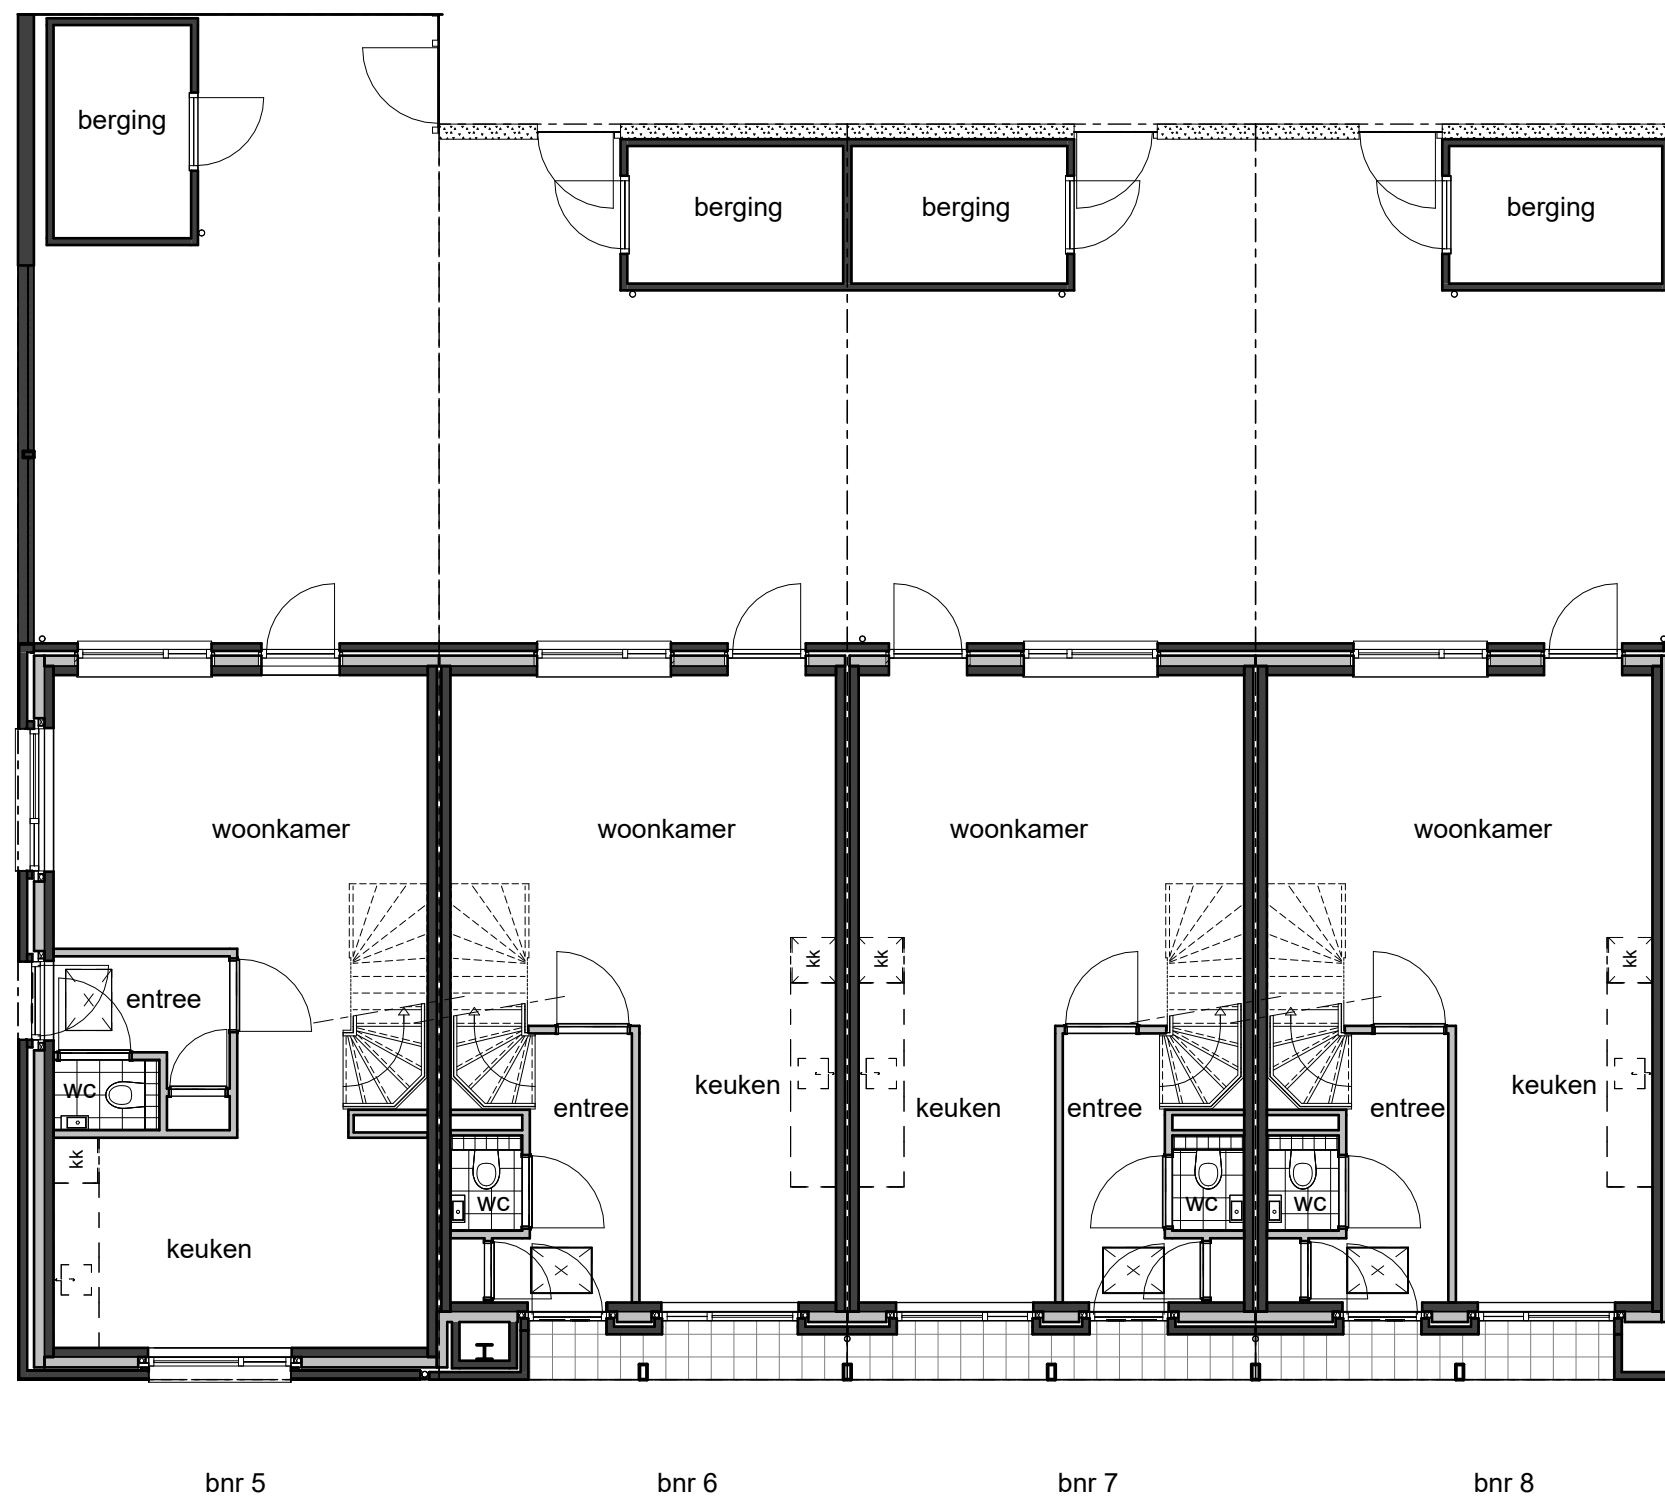 berging
berging
berging
berging
woonkamer
woonkamer
woonkamer
woonkamer
kk
kk
kk
entree
keuken
keuken
wc
keuken
entree
entree
entree
kk
wc
wc
wc
keuken
bnr 5
bnr 6
bnr 7
bnr 8